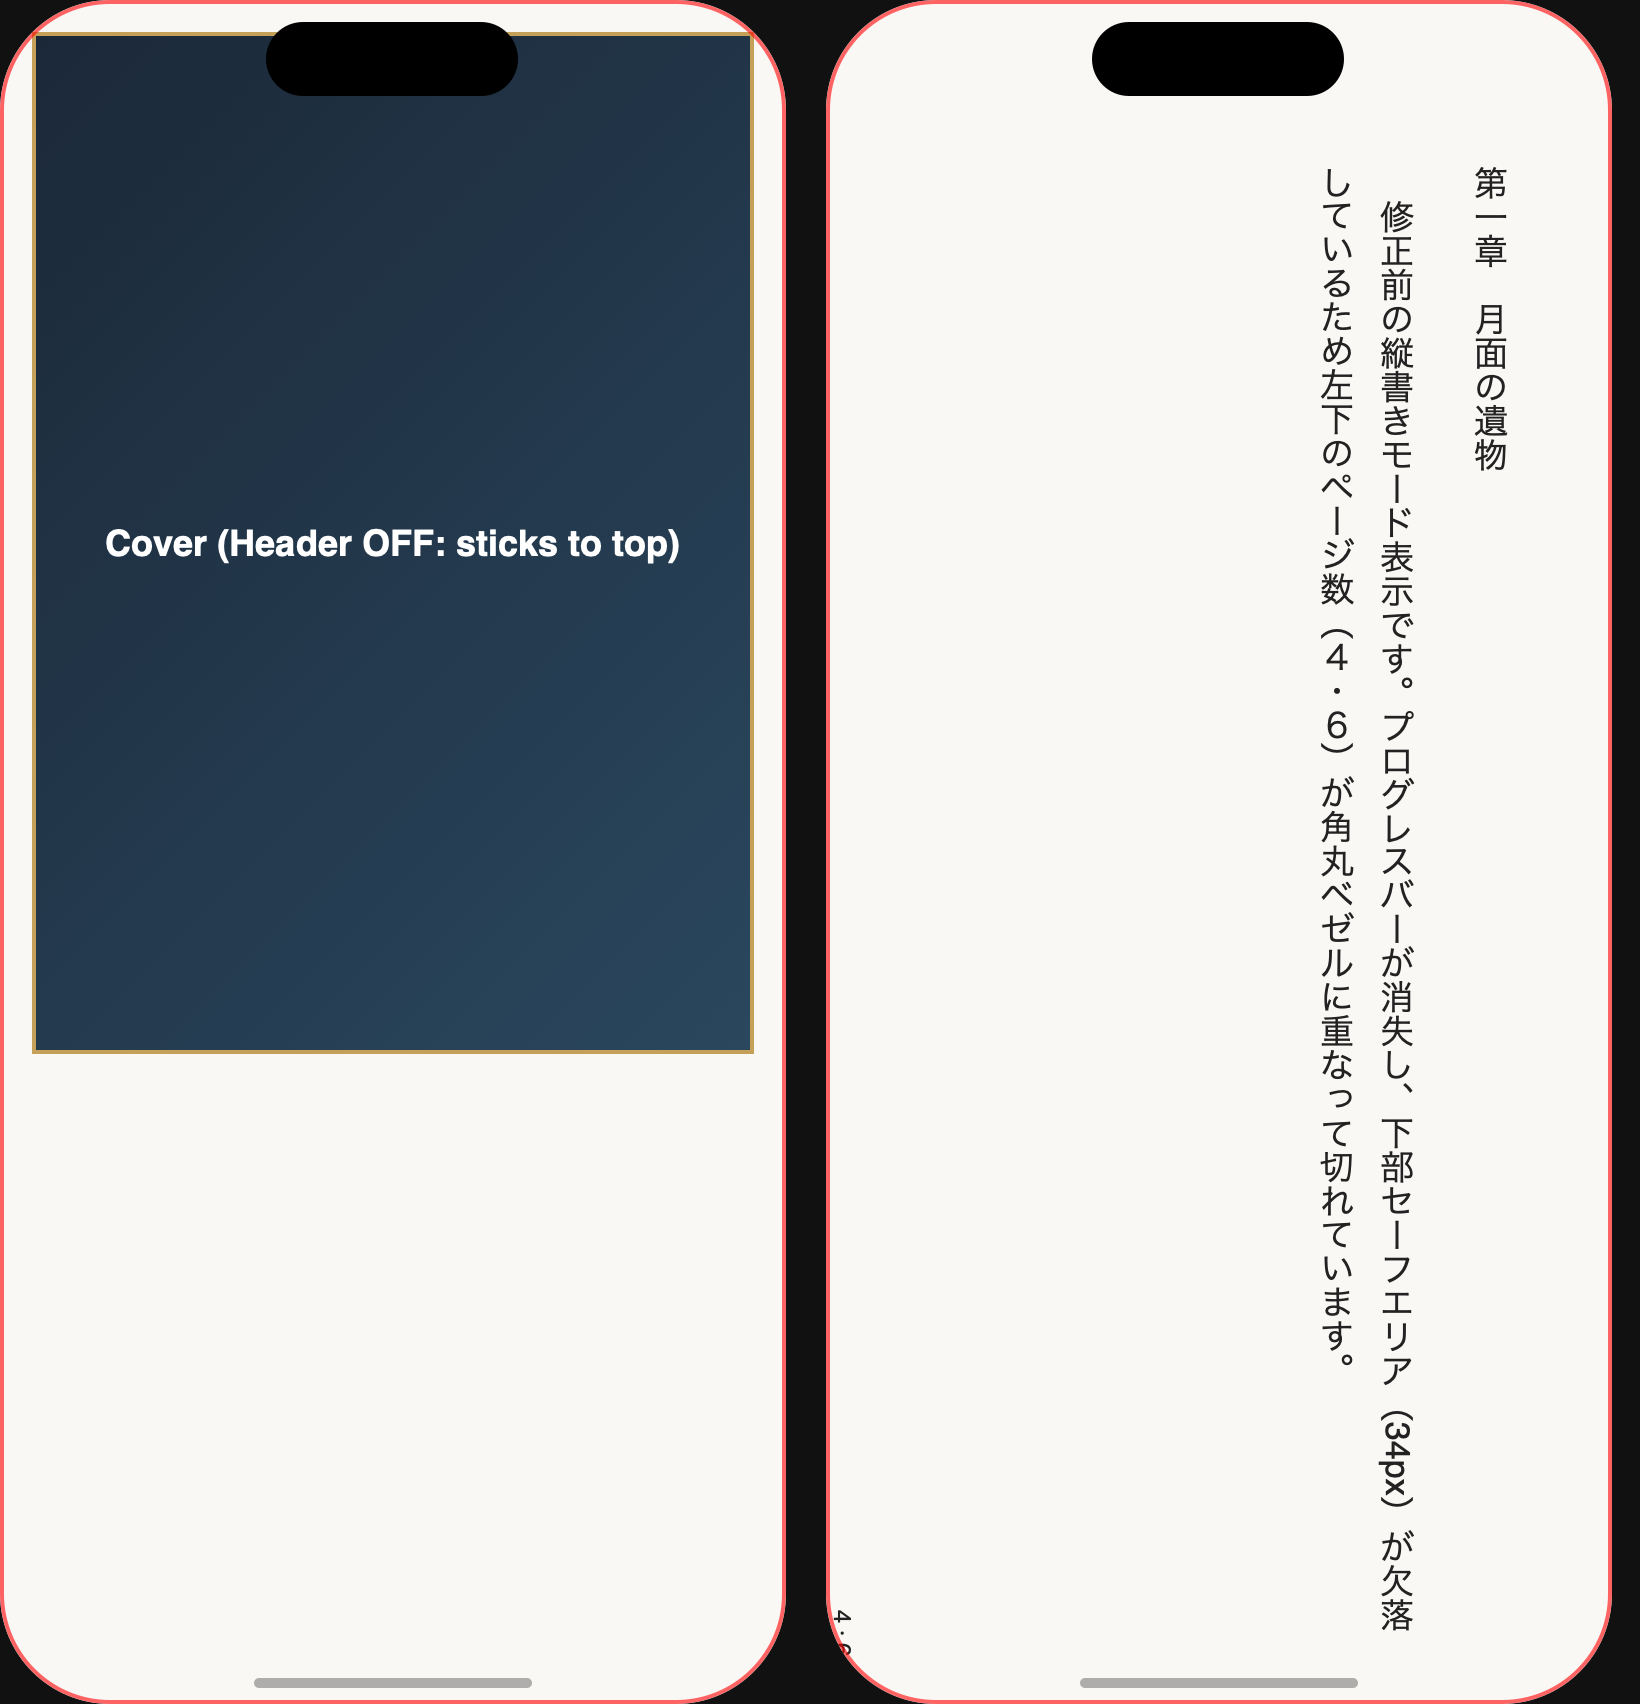 Cover (Header OFF: sticks to top)
第一章　月面の遺物
　修正前の縦書きモード表示です。プログレスバーが消失し、下部セーフエリア（34px）が欠落
しているため左下のページ数（４・６）が角丸ベゼルに重なって切れています。
4 ·